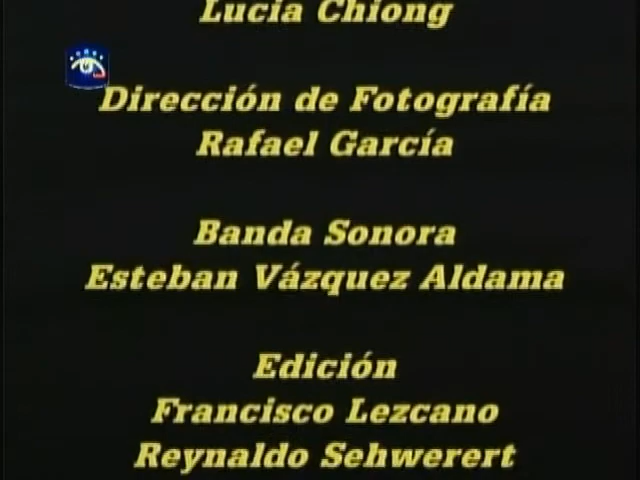 Lucia Chiong
Dirección de Fotografía
Rafael García
Banda Sonora
Esteban Vázquez Aldama
Edición
Francisco Lezcano
Reynaldo Sehwerert